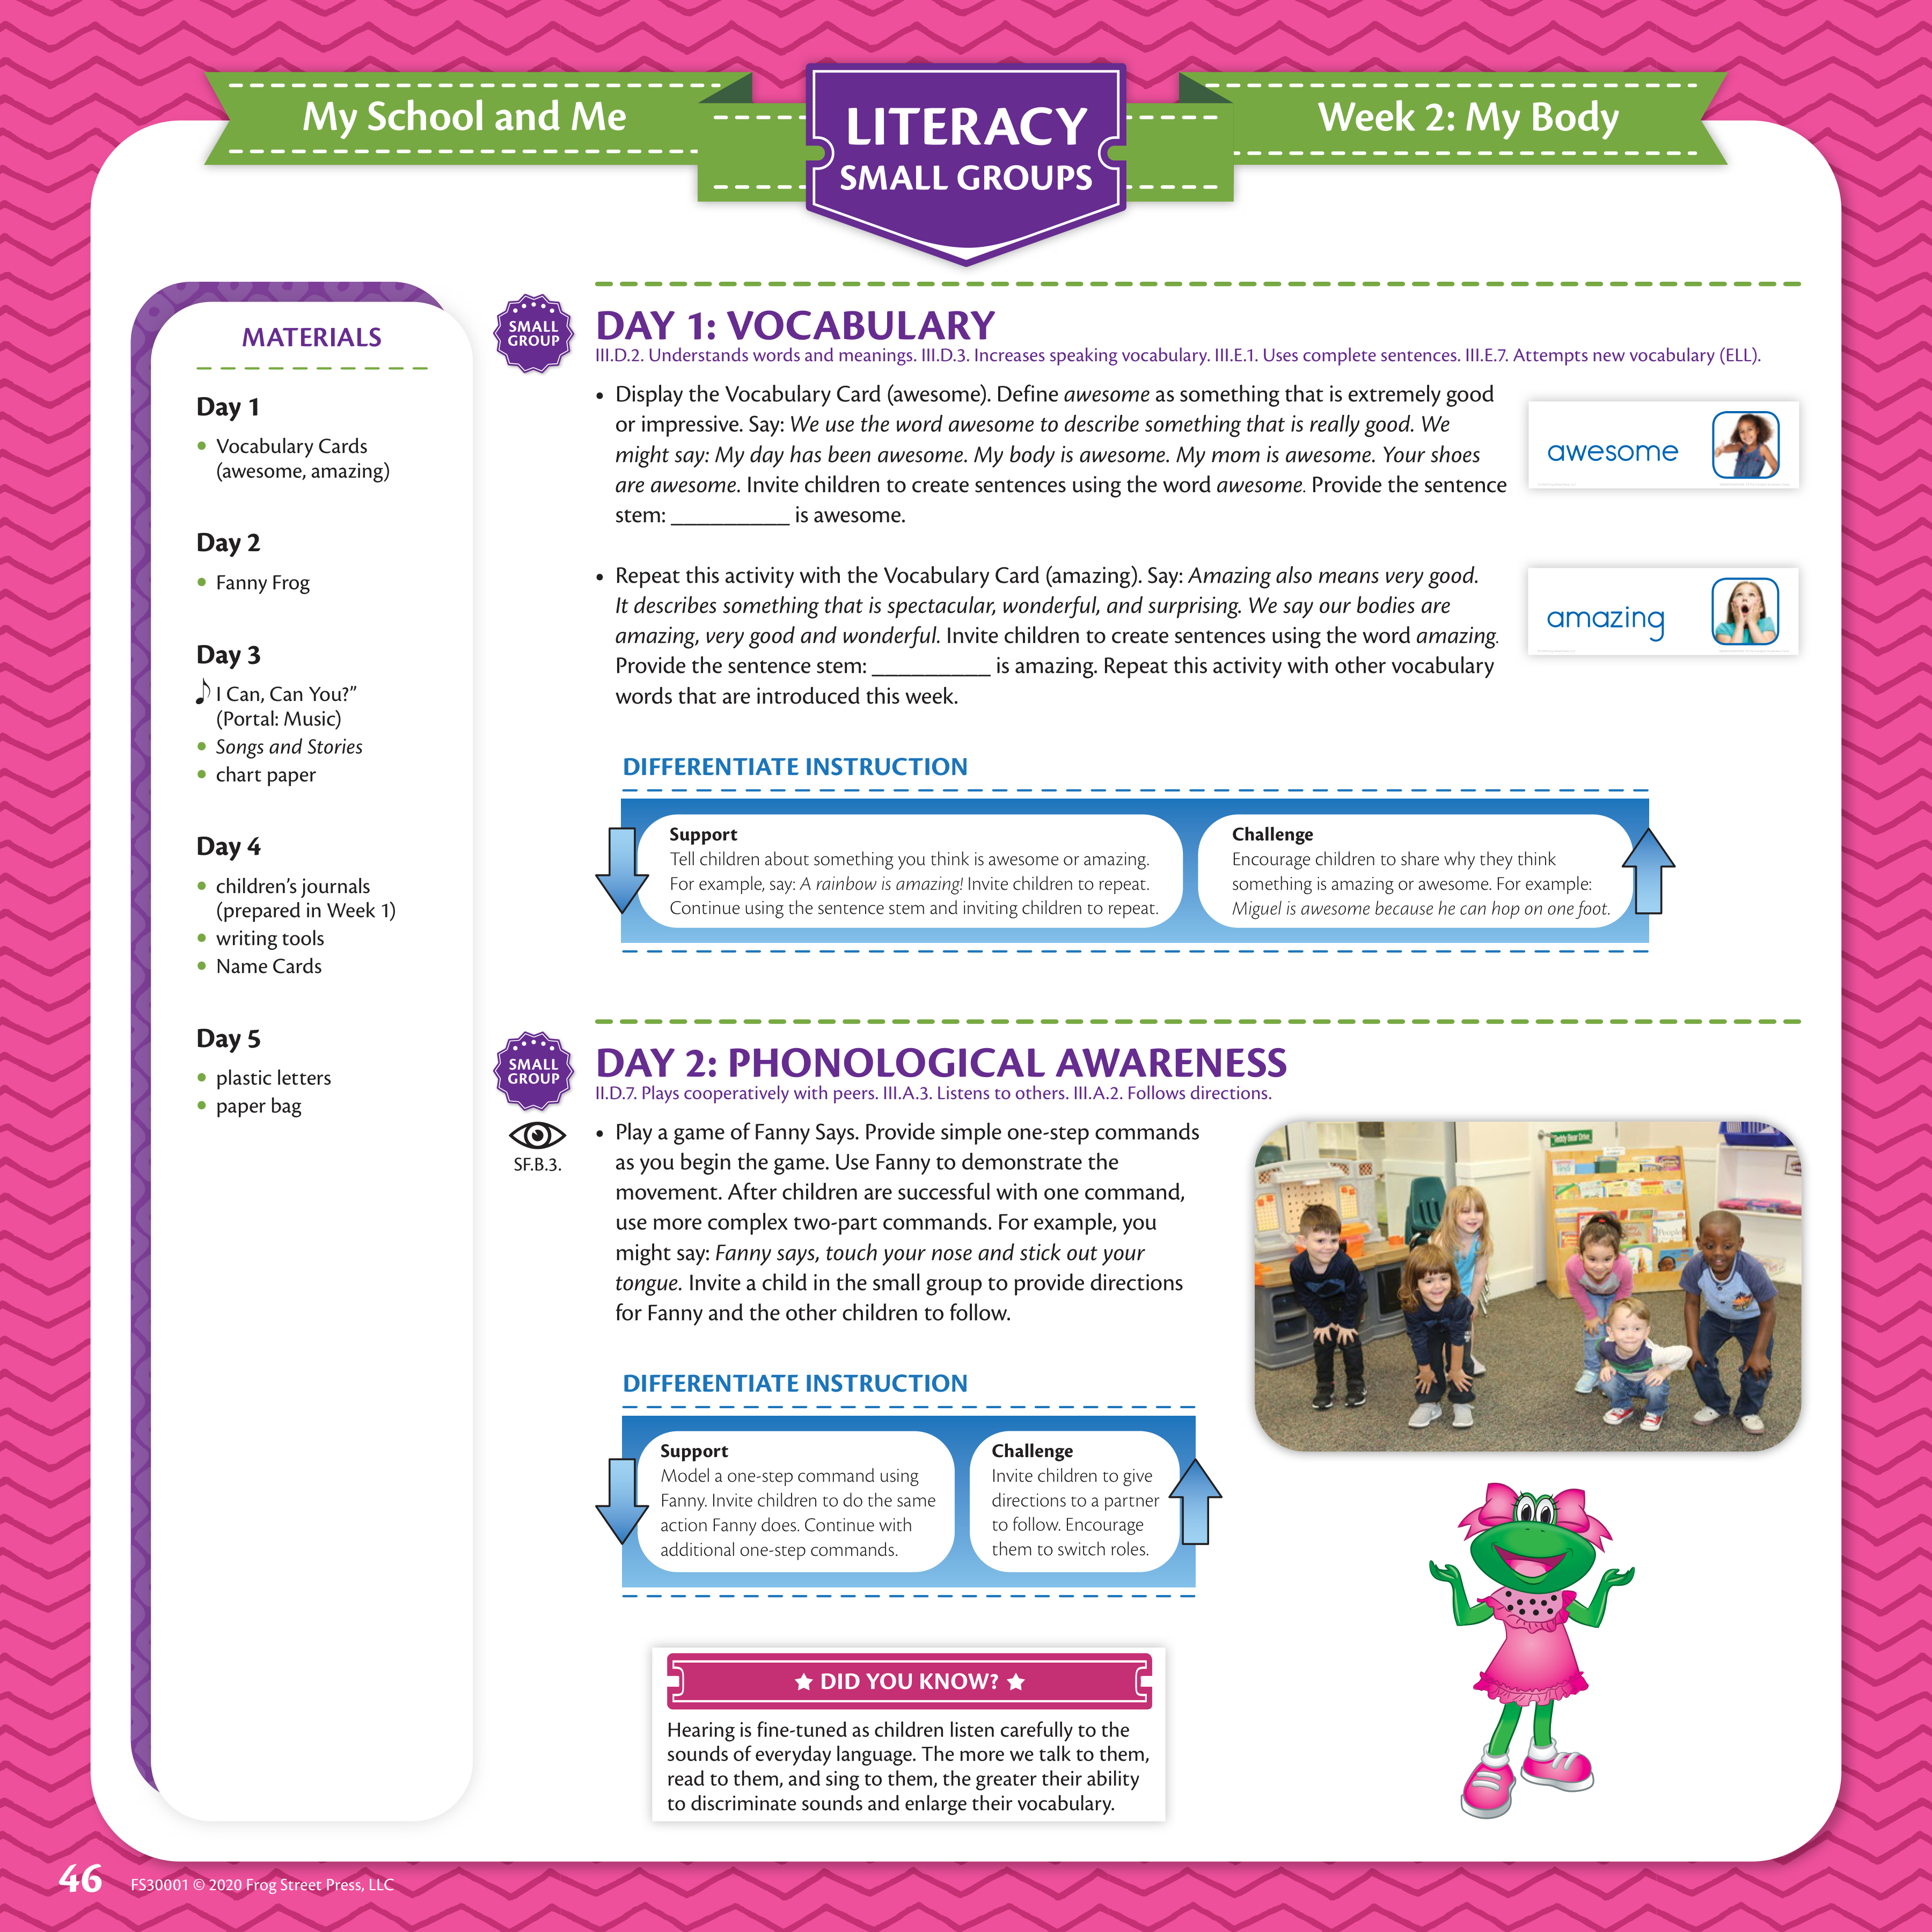 My School and Me
LITERACY
SMALL GROUPS
Week 2: My Body
MATERIALS
Day 1
• Vocabulary Cards
(awesome, amazing)
Day 2
• Fanny Frog
Day 3
♪ I Can, Can You?”
(Portal: Music)
• Songs and Stories
• chart paper
Day 4
• children’s journals
(prepared in Week 1)
• writing tools
• Name Cards
Day 5
• plastic letters
• paper bag
SMALL
GROUP
DAY 1: VOCABULARY
III.D.2. Understands words and meanings. III.D.3. Increases speaking vocabulary. III.E.1. Uses complete sentences. III.E.7. Attempts new vocabulary (ELL).
• Display the Vocabulary Card (awesome). Define awesome as something that is extremely good
or impressive. Say: We use the word awesome to describe something that is really good. We
might say: My day has been awesome. My body is awesome. My mom is awesome. Your shoes
are awesome. Invite children to create sentences using the word awesome. Provide the sentence
stem: __________ is awesome.
awesome
• Repeat this activity with the Vocabulary Card (amazing). Say: Amazing also means very good.
It describes something that is spectacular, wonderful, and surprising. We say our bodies are
amazing, very good and wonderful. Invite children to create sentences using the word amazing.
Provide the sentence stem: __________ is amazing. Repeat this activity with other vocabulary
words that are introduced this week.
amazing
DIFFERENTIATE INSTRUCTION
Support
Tell children about something you think is awesome or amazing.
For example, say: A rainbow is amazing! Invite children to repeat.
Continue using the sentence stem and inviting children to repeat.
Challenge
Encourage children to share why they think
something is amazing or awesome. For example:
Miguel is awesome because he can hop on one foot.
SMALL
GROUP
DAY 2: PHONOLOGICAL AWARENESS
II.D.7. Plays cooperatively with peers. III.A.3. Listens to others. III.A.2. Follows directions.
SF.B.3.
• Play a game of Fanny Says. Provide simple one-step commands
as you begin the game. Use Fanny to demonstrate the
movement. After children are successful with one command,
use more complex two-part commands. For example, you
might say: Fanny says, touch your nose and stick out your
tongue. Invite a child in the small group to provide directions
for Fanny and the other children to follow.
Teddy Bear Drive
People
DIFFERENTIATE INSTRUCTION
Support
Model a one-step command using
Fanny. Invite children to do the same
action Fanny does. Continue with
additional one-step commands.
Challenge
Invite children to give
directions to a partner
to follow. Encourage
them to switch roles.
★ DID YOU KNOW? ★
Hearing is fine-tuned as children listen carefully to the
sounds of everyday language. The more we talk to them,
read to them, and sing to them, the greater their ability
to discriminate sounds and enlarge their vocabulary.
46
FS30001 © 2020 Frog Street Press, LLC